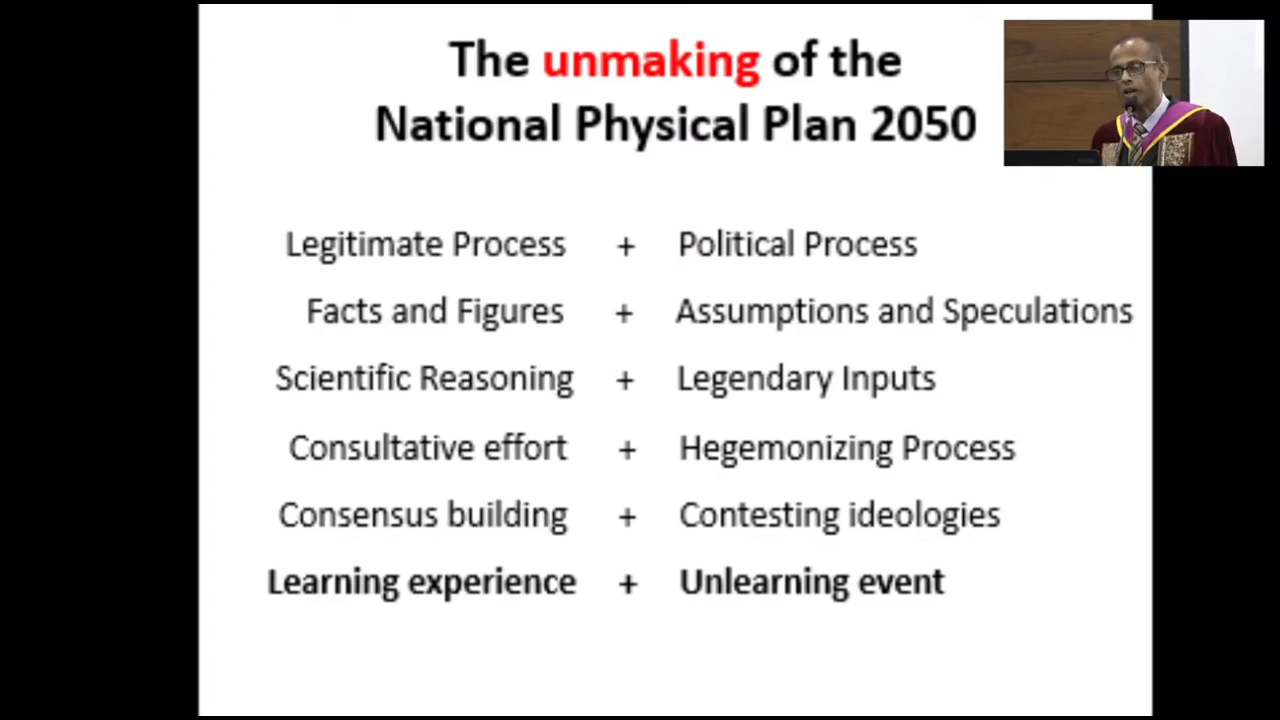 The unmaking of the
National Physical Plan 2050
Legitimate Process + Political Process
Facts and Figures + Assumptions and Speculations
Scientific Reasoning + Legendary Inputs
Consultative effort + Hegemonizing Process
Consensus building + Contesting ideologies
Learning experience + Unlearning event